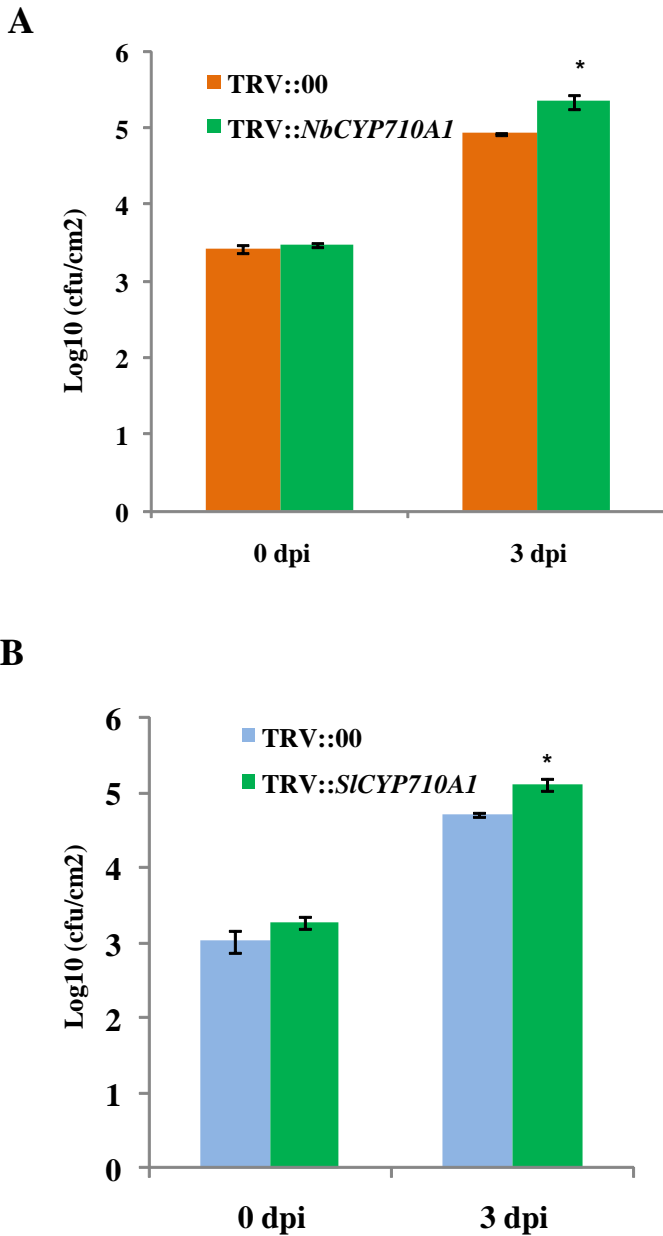 A
6
5
4
3
2
1
0
Log10 (cfu/cm2)
TRV::00
TRV::NbCYP710A1
*
0 dpi
3 dpi
B
6
5
4
3
2
1
0
Log10 (cfu/cm2)
TRV::00
TRV::SlCYP710A1
*
0 dpi
3 dpi